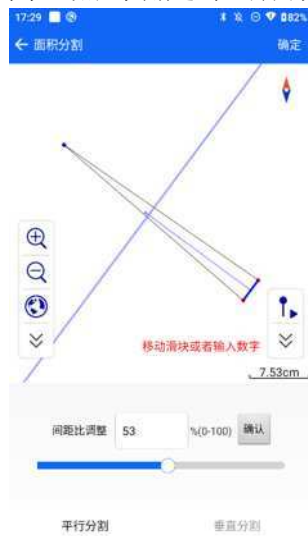 17:29 82%
面积分割 确定
移动滑块或者输入数字
7.53cm
间距比调整 53 %(0-100) 确认
平行分割 垂直分割